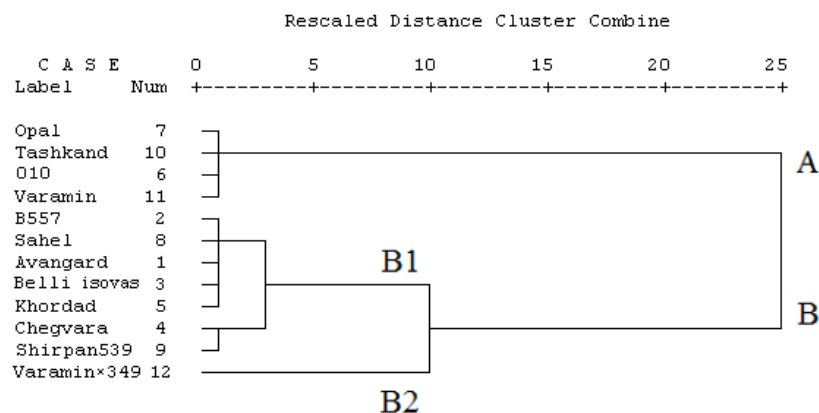 Rescaled Distance Cluster Combine
C A S E 0 5 10 15 20 25
Label Num +---------+---------+---------+---------+---------+
Opal 7
Tashkand 10
A
010 6
Varamin 11
B557 2
Sahel 8
Avangard 1
B1
Belli isovas 3
Khordad 5
B
Chegvara 4
Shirpan539 9
Varamin×349 12
B2